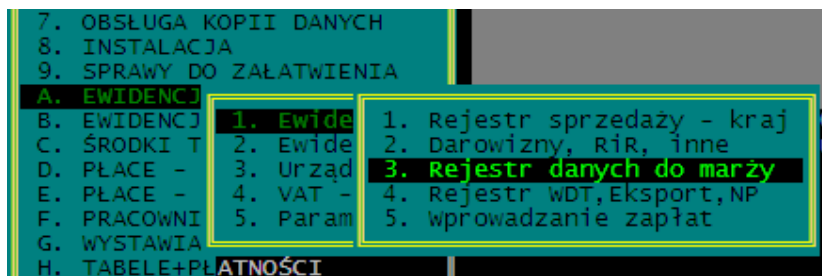 7. OBSŁUGA KOPII DANYCH
8. INSTALACJA
9. SPRAWY DO ZAŁATWIENIA
A. EWIDENCJ
B. EWIDENCJ
C. ŚRODKI T
D. PŁACE -
E. PŁACE -
F. PRACOWNI
G. WYSTAWIA
H. TABELE+PŁATNOŚCI
1. Ewide
2. Ewide
3. Urząd
4. VAT -
5. Param
1. Rejestr sprzedaży - kraj
2. Darowizny, RiR, inne
3. Rejestr danych do marży
4. Rejestr WDT,Eksport,NP
5. Wprowadzanie zapłat